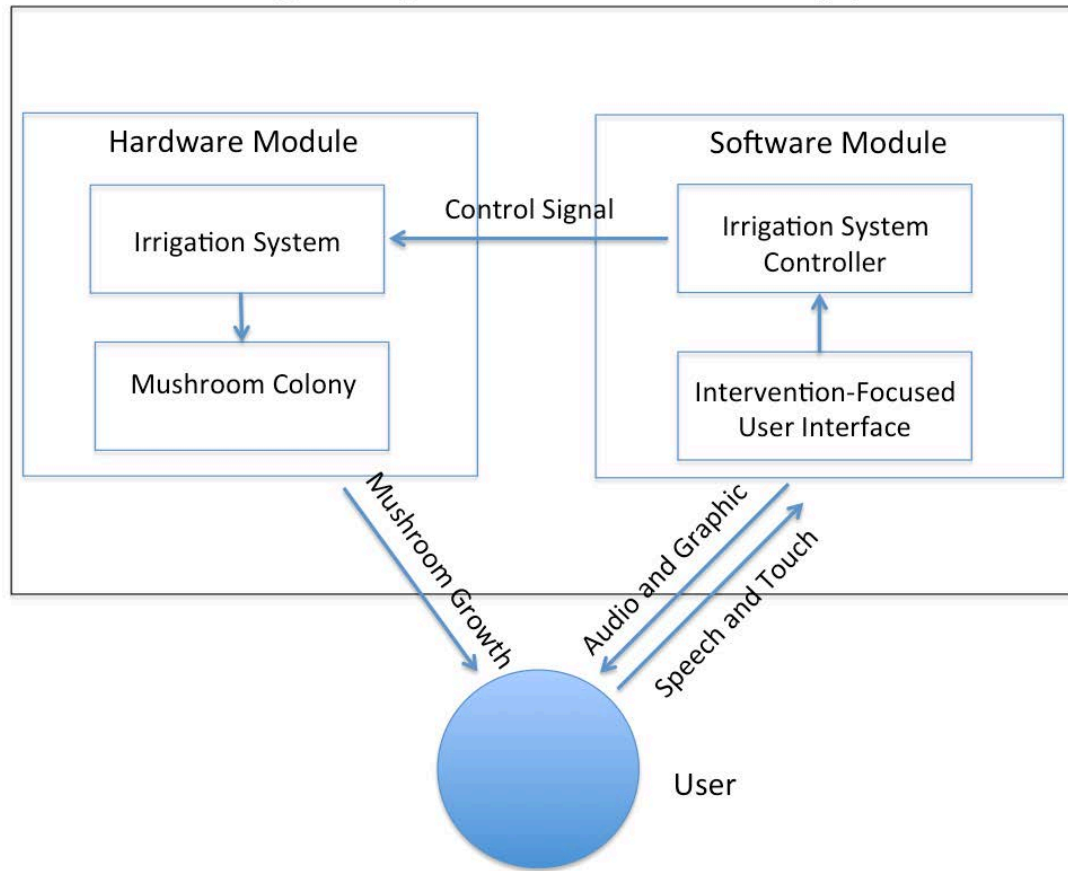 Hardware Module
Software Module
Control Signal
Irrigation System
Irrigation System
Controller
Mushroom Colony
Intervention-Focused
User Interface
Mushroom Growth
Audio and Graphic
Speech and Touch
User